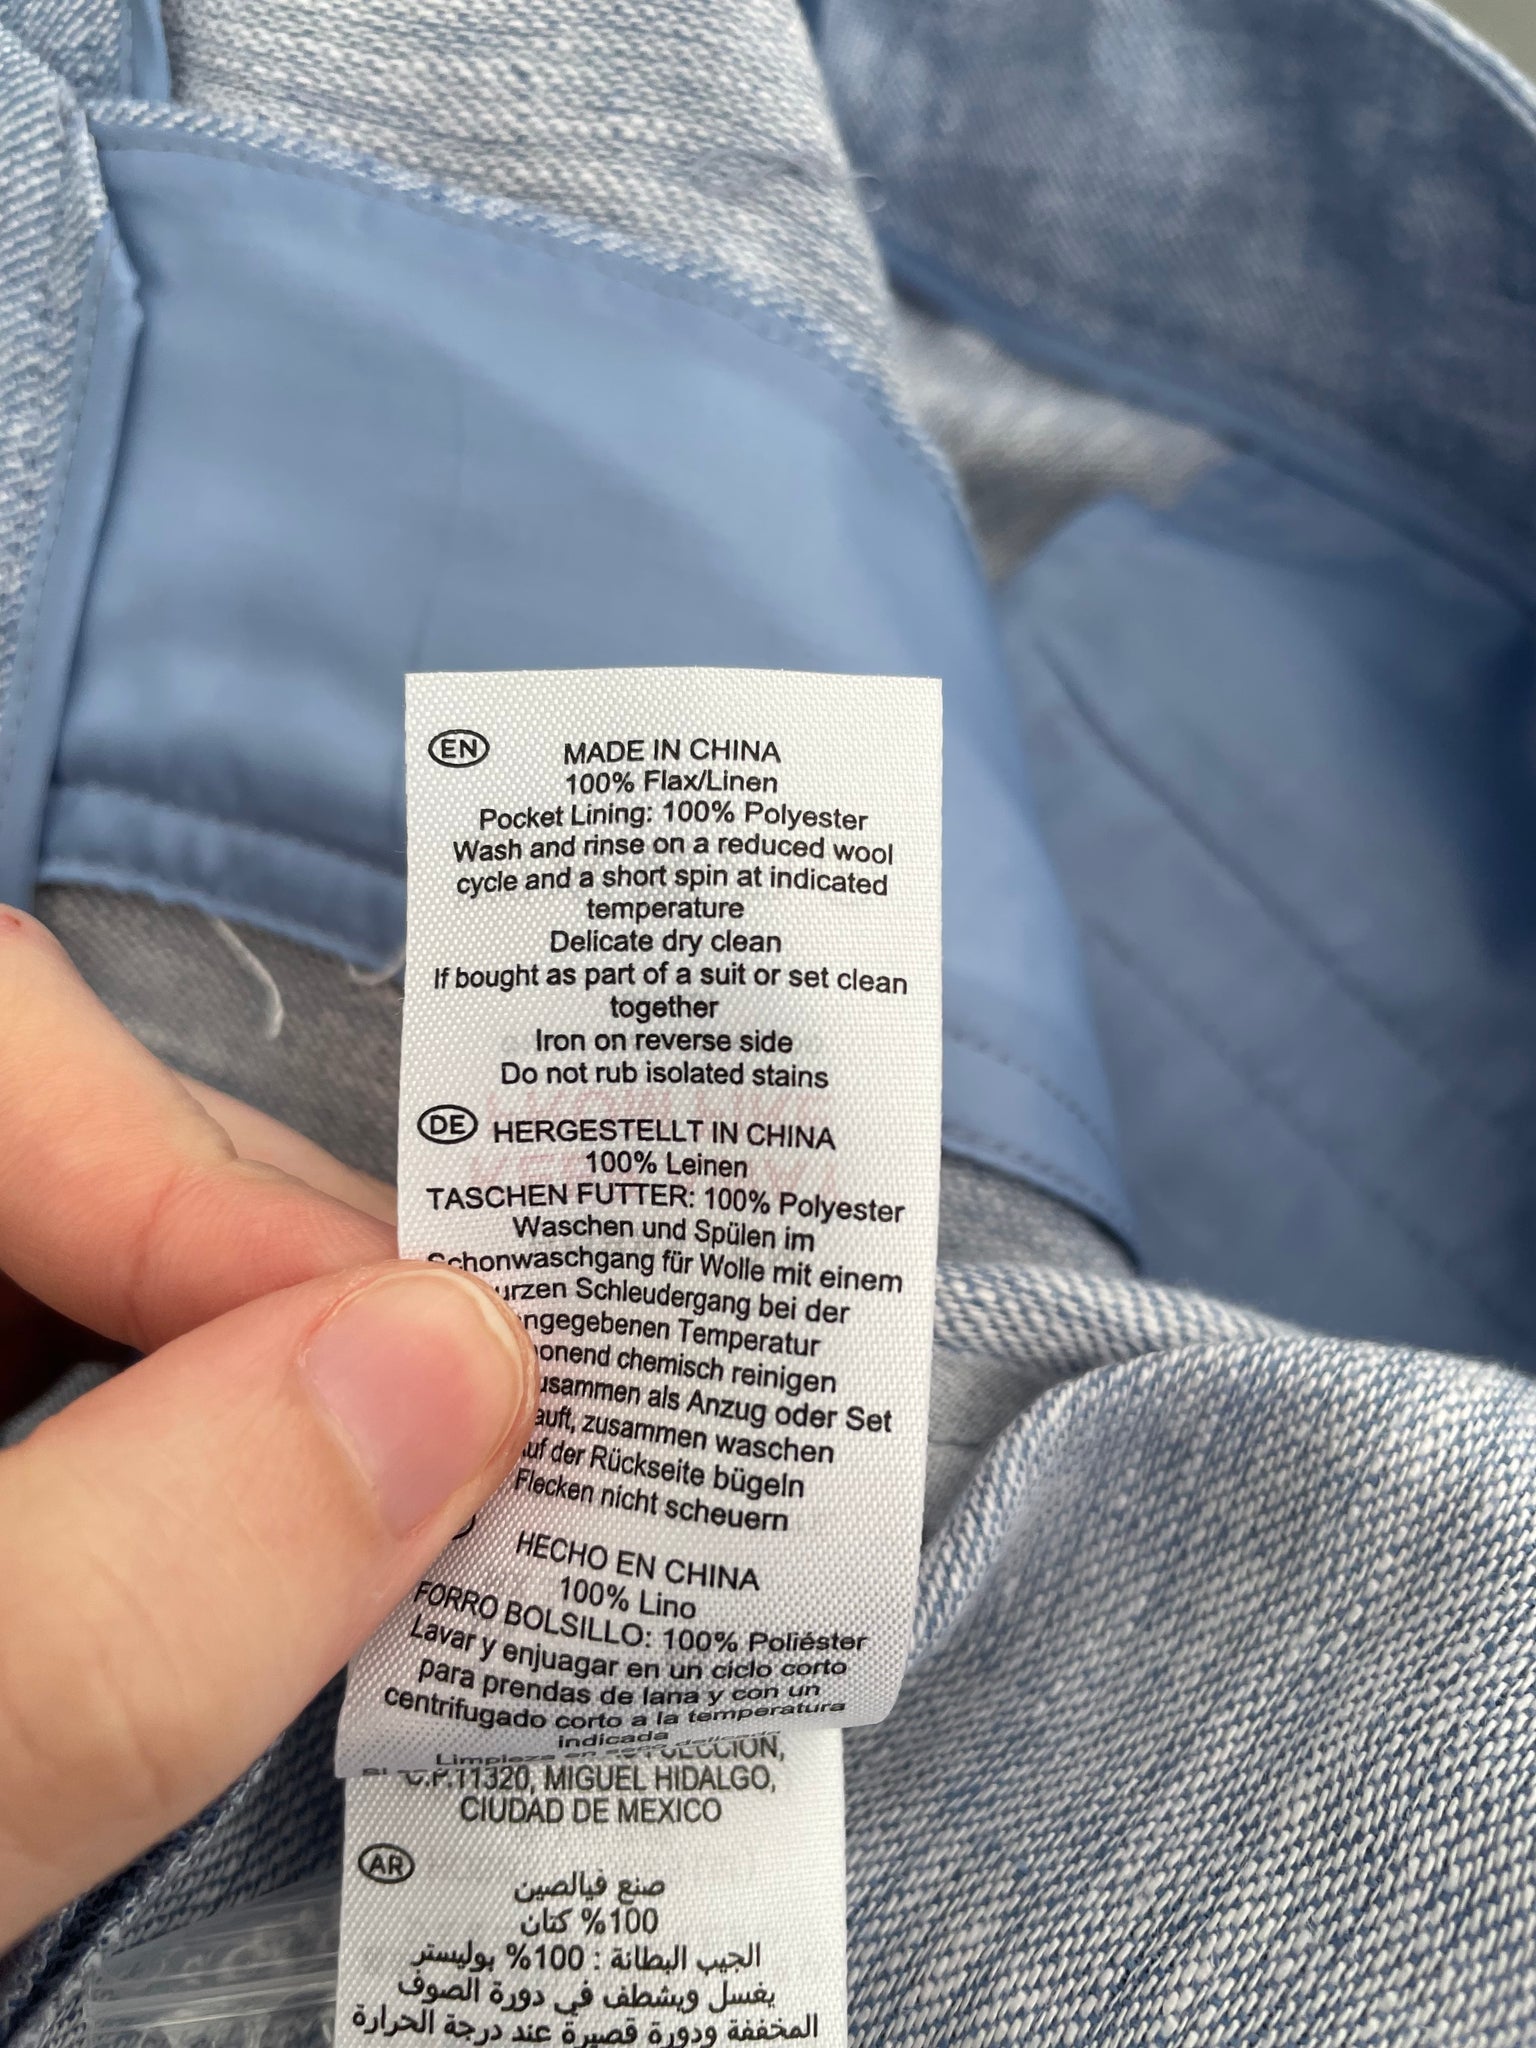 EN
MADE IN CHINA
100% Flax/Linen
Pocket Lining: 100% Polyester
Wash and rinse on a reduced wool
cycle and a short spin at indicated
temperature
Delicate dry clean
If bought as part of a suit or set clean
together
Iron on reverse side
Do not rub isolated stains
DE
HERGESTELLT IN CHINA
100% Leinen
TASCHEN FUTTER: 100% Polyester
Waschen und Spülen im
Schonwaschgang für Wolle mit einem
Schleudergang bei der
Temperatur
chemisch reinigen
als Anzug oder Set
zusammen waschen
der Rückseite bügeln
Flecken nicht scheuern
HECHO EN CHINA
100% Lino
FORRO BOLSILLO: 100% Poliéster
Lavar y enjuagar en un ciclo corto
para prendas de lana y con un
centrifugado corto a la temperatura
indicada
Limpieza en seco delicada
C.P.11320, MIGUEL HIDALGO,
CIUDAD DE MEXICO
AR
صنع فيالصين
100% كتان
الجيب البطانة : 100% بوليستر
يغسل ويشطف في دورة الصوف
المخففة ودورة قصيرة عند درجة الحرارة